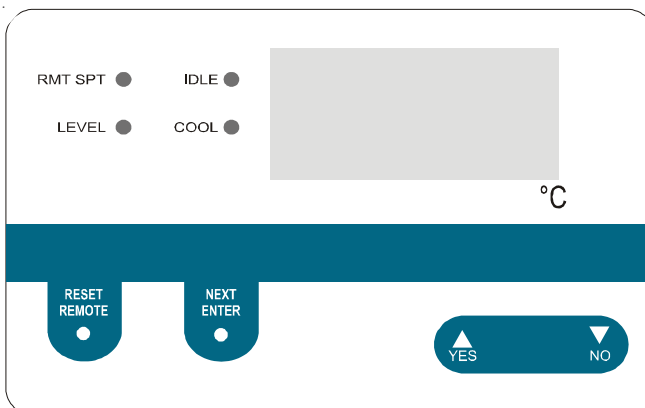 RMT SPT IDLE
LEVEL COOL
°C
RESET
REMOTE
NEXT
ENTER
YES NO